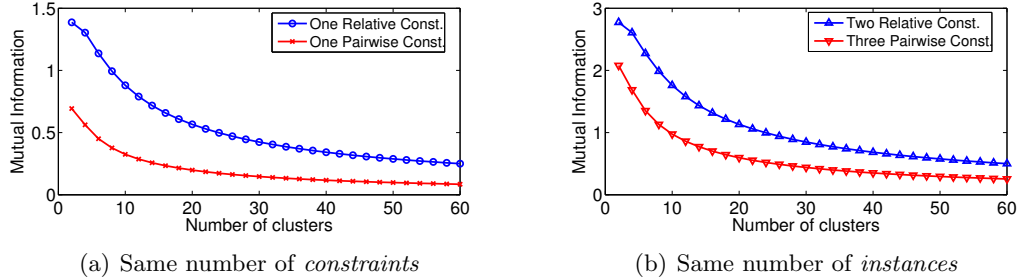 1.5
1
0.5
0
Mutual Information
One Relative Const.
One Pairwise Const.
0 10 20 30 40 50 60
Number of clusters
(a) Same number of constraints
3
2
1
0
Mutual Information
Two Relative Const.
Three Pairwise Const.
0 10 20 30 40 50 60
Number of clusters
(b) Same number of instances